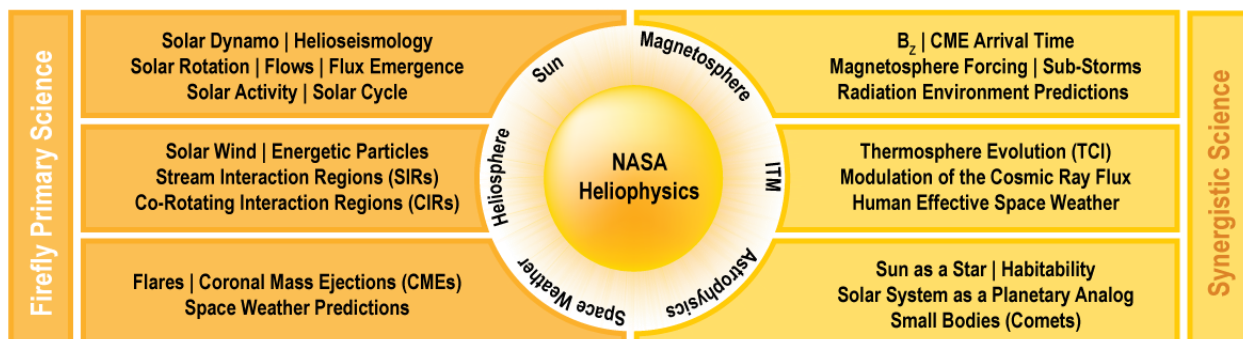 Firefly Primary Science
Solar Dynamo | Helioseismology
Solar Rotation | Flows | Flux Emergence
Solar Activity | Solar Cycle
Solar Wind | Energetic Particles
Stream Interaction Regions (SIRs)
Co-Rotating Interaction Regions (CIRs)
Flares | Coronal Mass Ejections (CMEs)
Space Weather Predictions
Sun
Heliosphere
Space Weather
NASA
Heliophysics
Magnetosphere
ITM
Astrophysics
Bz | CME Arrival Time
Magnetosphere Forcing | Sub-Storms
Radiation Environment Predictions
Thermosphere Evolution (TCI)
Modulation of the Cosmic Ray Flux
Human Effective Space Weather
Sun as a Star | Habitability
Solar System as a Planetary Analog
Small Bodies (Comets)
Synergistic Science